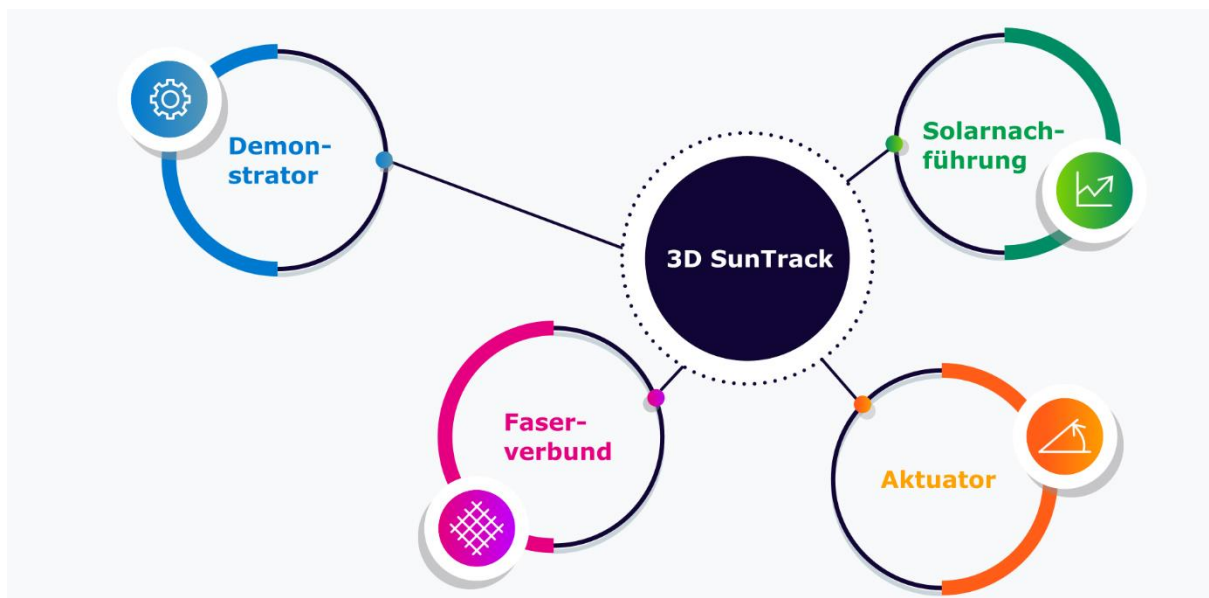 Demon-
strator
Solarnach-
führung
3D SunTrack
Faser-
verbund
Aktuator